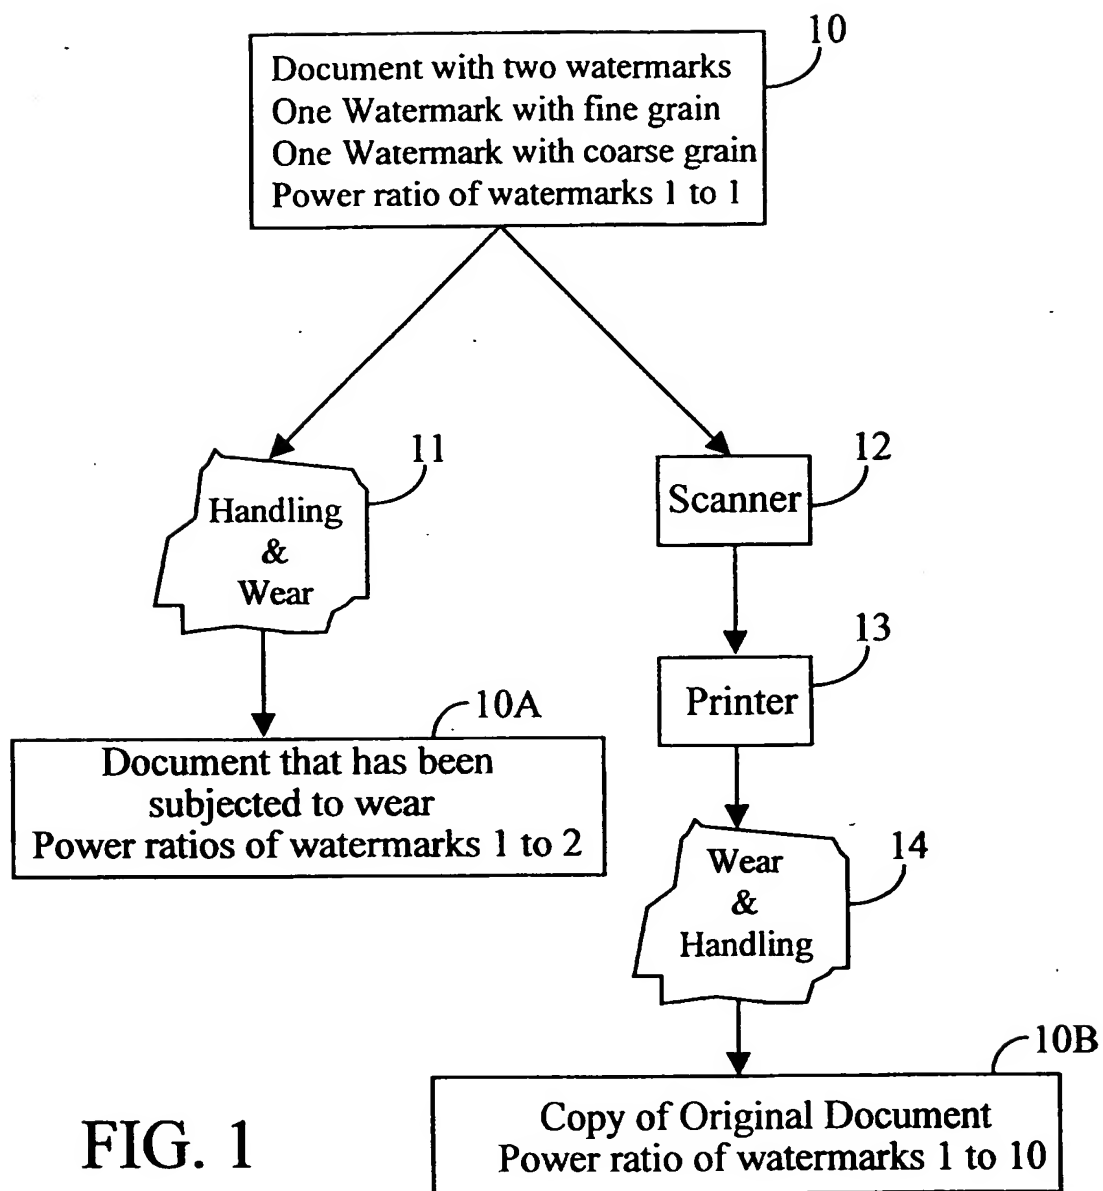 10
Document with two watermarks
One Watermark with fine grain
One Watermark with coarse grain
Power ratio of watermarks 1 to 1
11
Handling
&
Wear
12
Scanner
13
Printer
10A
Document that has been
subjected to wear
Power ratios of watermarks 1 to 2
14
Wear
&
Handling
10B
Copy of Original Document
Power ratio of watermarks 1 to 10
FIG. 1